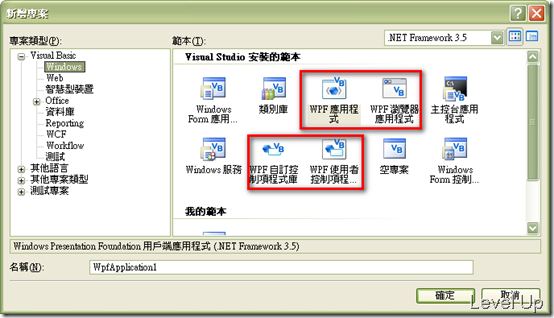 新增專案
專案類型(P):
範本(T):
.NET Framework 3.5
Visual Basic
Windows
Web
智慧型裝置
Office
資料庫
Reporting
WCF
Workflow
測試
其他語言
其他專案類型
測試專案
Visual Studio 安裝的範本
Windows Form 應用...
類別庫
WPF 應用程式
WPF 瀏覽器應用程式
主控台應用程式
Windows 服務
WPF 自訂控制項程式庫
WPF 使用者控制項程...
空專案
Windows Form 控制...
我的範本
Windows Presentation Foundation 用戶端應用程式 (.NET Framework 3.5)
名稱(N):
WpfApplication1
確定
取消
Level Up